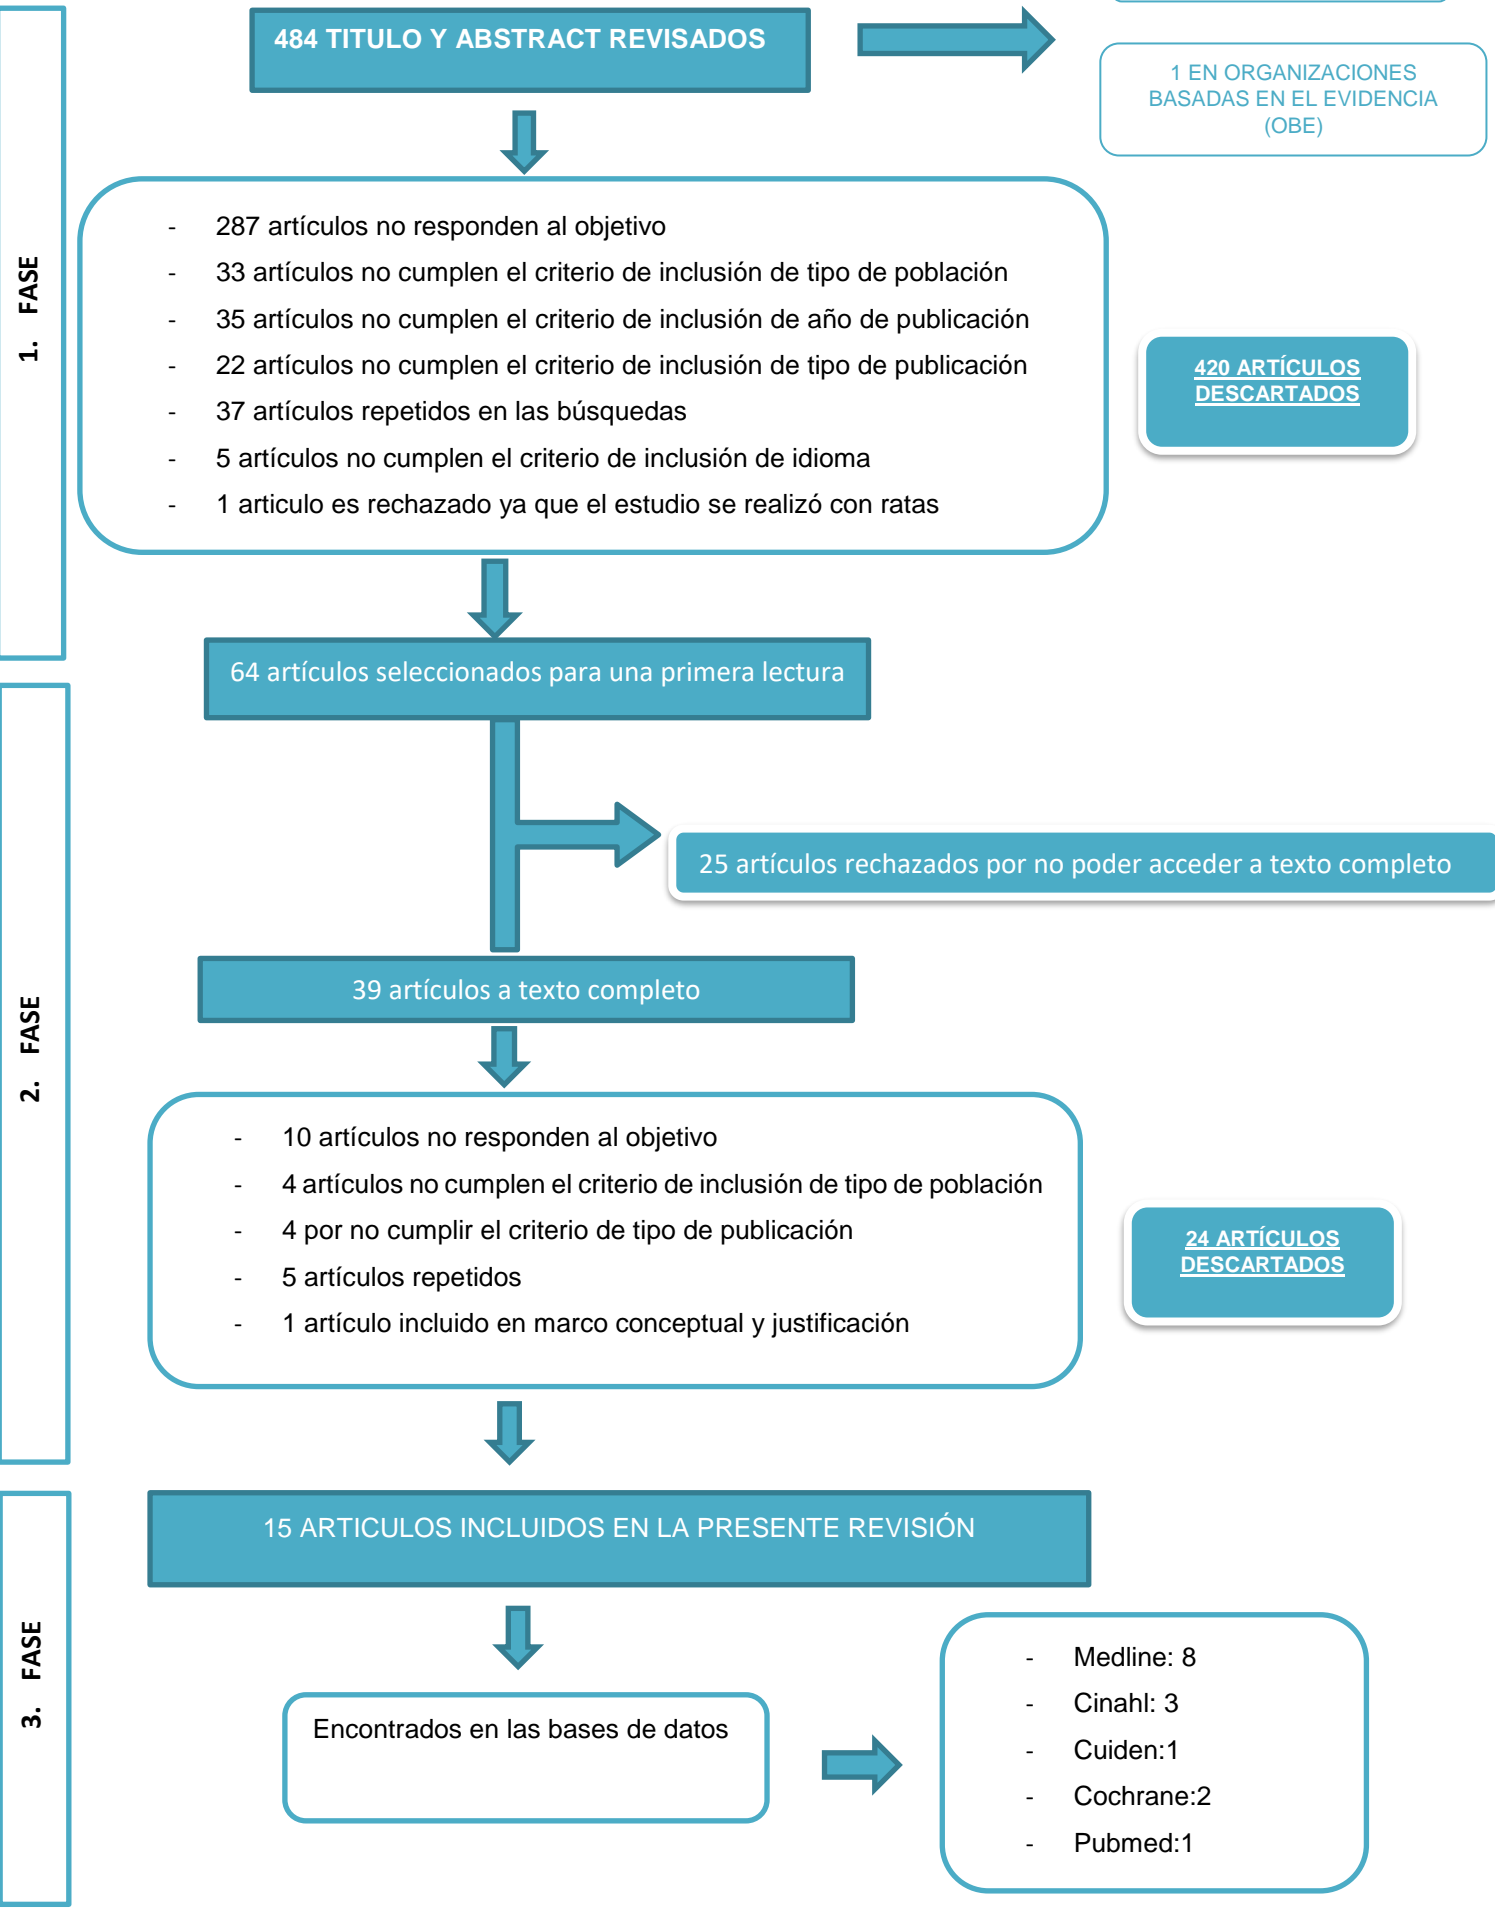 484 TITULO Y ABSTRACT REVISADOS
1 EN ORGANIZACIONES
BASADAS EN EL EVIDENCIA
(OBE)
1. FASE
- 287 artículos no responden al objetivo
- 33 artículos no cumplen el criterio de inclusión de tipo de población
- 35 artículos no cumplen el criterio de inclusión de año de publicación
- 22 artículos no cumplen el criterio de inclusión de tipo de publicación
- 37 artículos repetidos en las búsquedas
- 5 artículos no cumplen el criterio de inclusión de idioma
- 1 articulo es rechazado ya que el estudio se realizó con ratas
420 ARTÍCULOS
DESCARTADOS
64 artículos seleccionados para una primera lectura
2. FASE
25 artículos rechazados por no poder acceder a texto completo
39 artículos a texto completo
- 10 artículos no responden al objetivo
- 4 artículos no cumplen el criterio de inclusión de tipo de población
- 4 por no cumplir el criterio de tipo de publicación
- 5 artículos repetidos
- 1 artículo incluido en marco conceptual y justificación
24 ARTÍCULOS
DESCARTADOS
15 ARTICULOS INCLUIDOS EN LA PRESENTE REVISIÓN
3. FASE
Encontrados en las bases de datos
- Medline: 8
- Cinahl: 3
- Cuiden:1
- Cochrane:2
- Pubmed:1